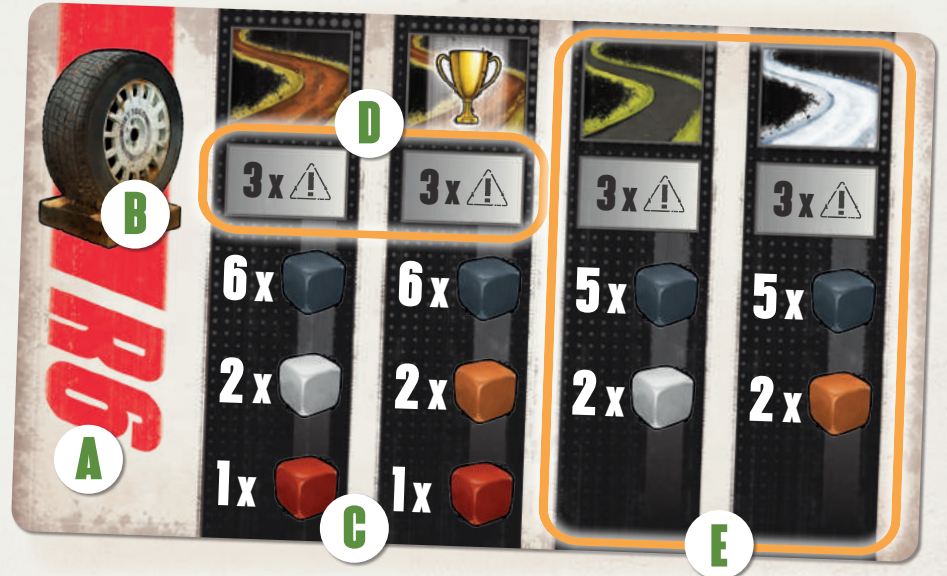 D
3x 3x 3x 3x
B
6x 6x 5x 5x
R6
2x 2x 2x 2x
A
1x 1x
C
E